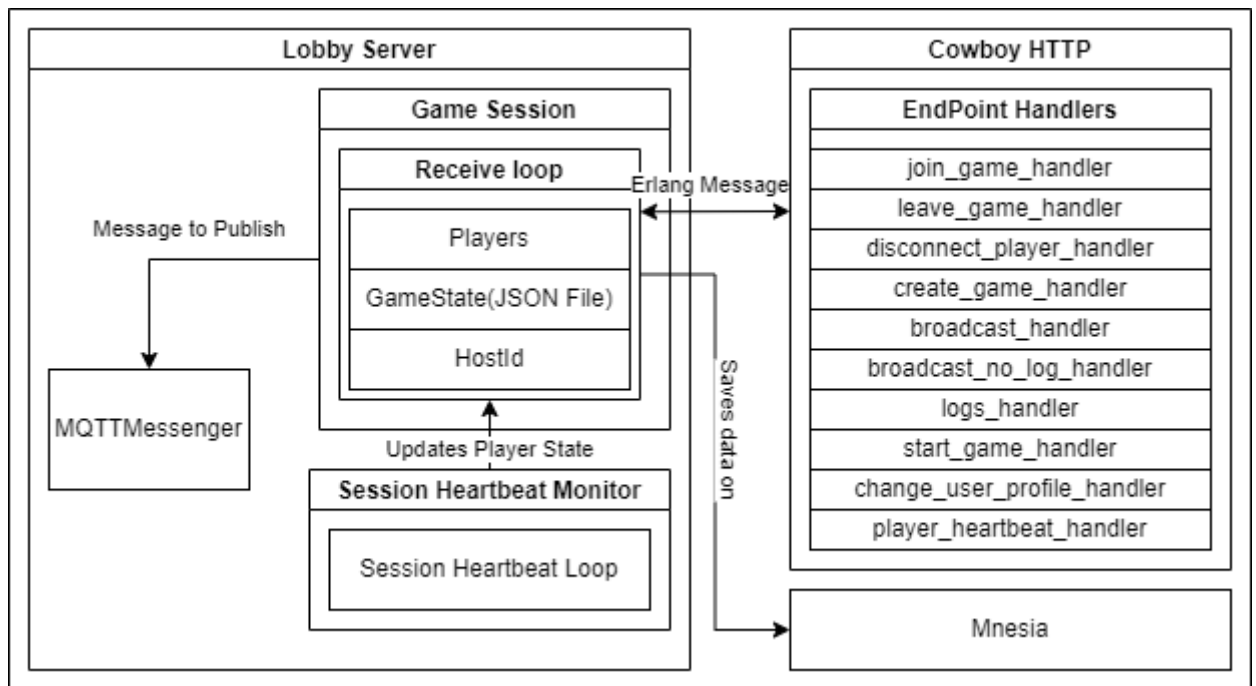 Lobby Server
Game Session
Receive loop
Players
GameState(JSON File)
HostId
Message to Publish
MQTTMessenger
Updates Player State
Session Heartbeat Monitor
Session Heartbeat Loop
Erlang Message
Saves data on
Cowboy HTTP
EndPoint Handlers
join_game_handler
leave_game_handler
disconnect_player_handler
create_game_handler
broadcast_handler
broadcast_no_log_handler
logs_handler
start_game_handler
change_user_profile_handler
player_heartbeat_handler
Mnesia